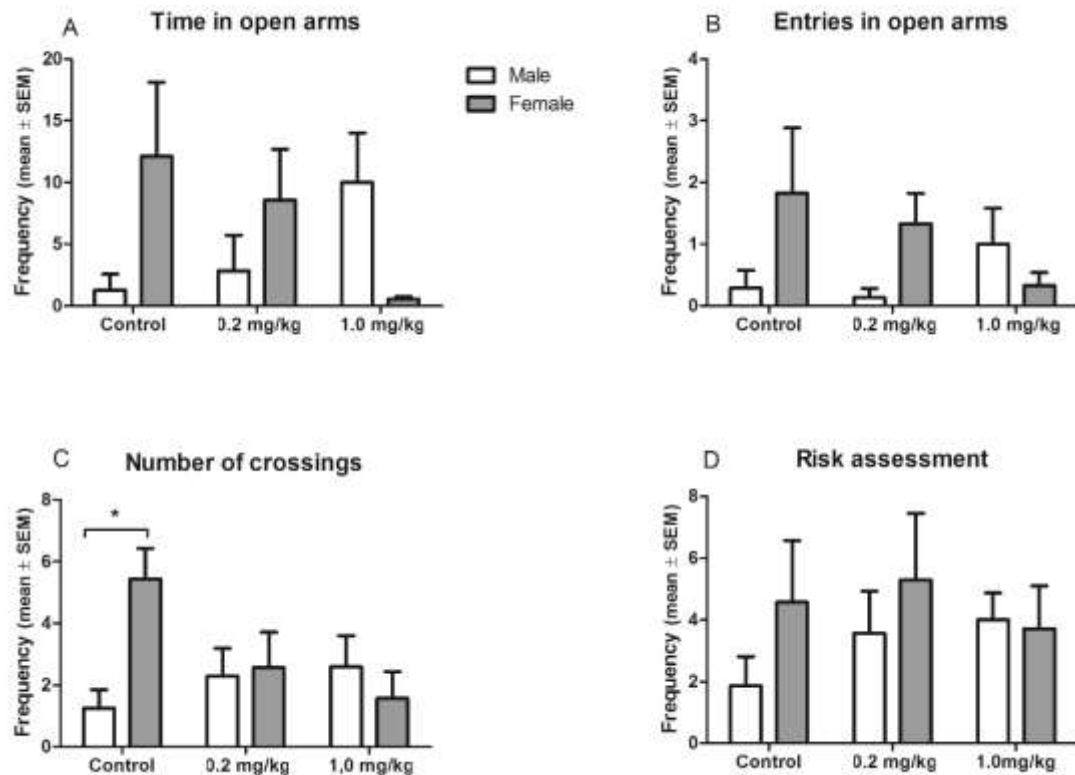 A
Time in open arms
Frequency (mean ± SEM)
20
15
10
5
0
Control
0.2 mg/kg
1.0 mg/kg
Male
Female
B
Entries in open arms
Frequency (mean ± SEM)
4
3
2
1
0
Control
0.2 mg/kg
1.0 mg/kg
C
Number of crossings
Frequency (mean ± SEM)
8
6
4
2
0
*
Control
0.2 mg/kg
1,0 mg/kg
D
Risk assessment
Frequency (mean ± SEM)
8
6
4
2
0
Control
0.2 mg/kg
1.0mg/kg